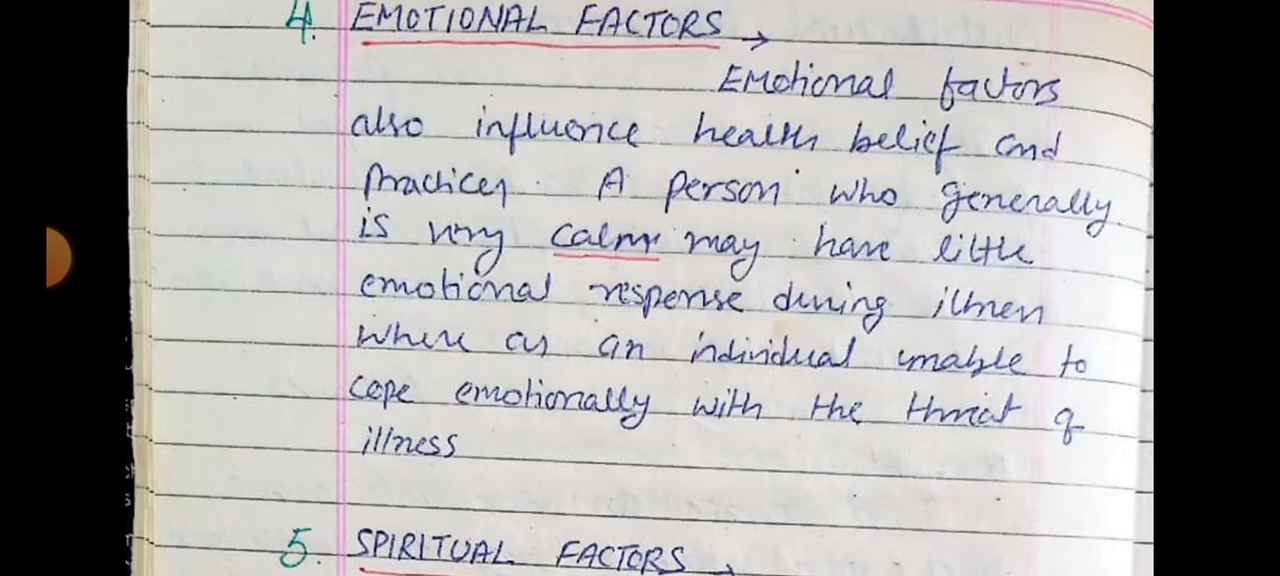 4. EMOTIONAL FACTORS →
Emotional factors
also influence health belief and
Practices. A person who generally
is very calm may have little
emotional response during illness
where as an individual unable to
cope emotionally with the threat of
illness
5. SPIRITUAL FACTORS →